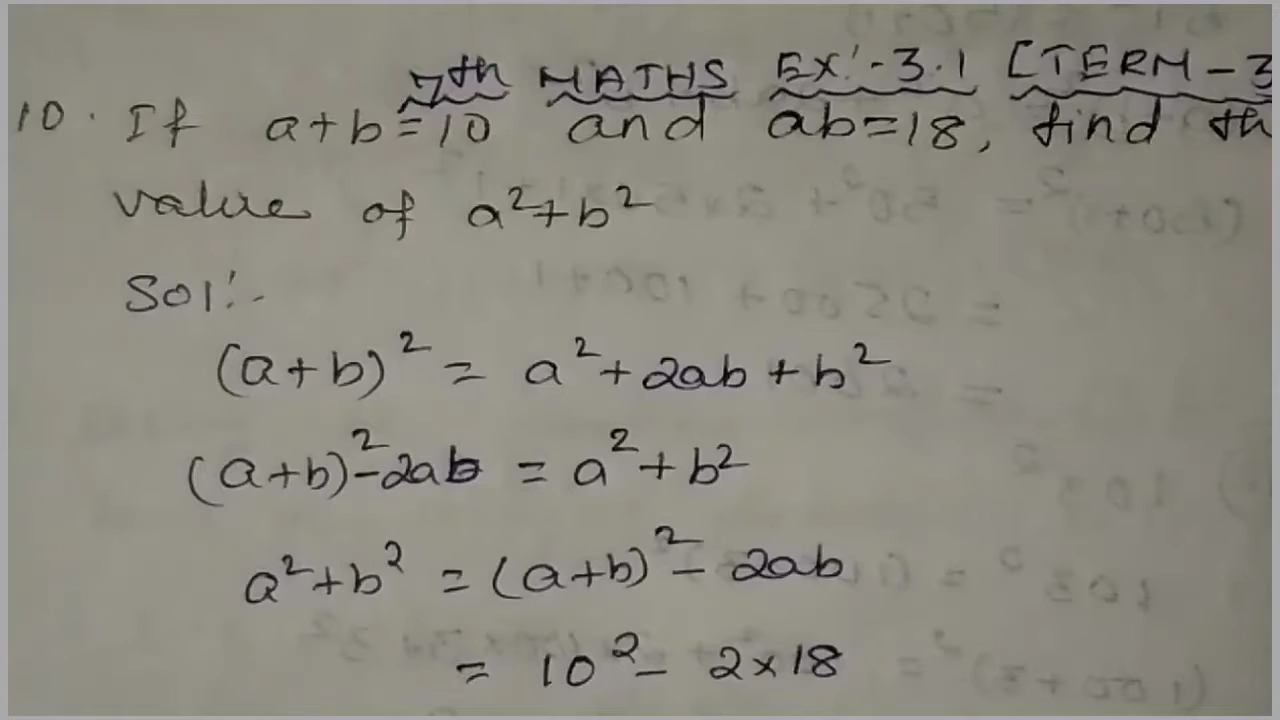 7th MATHS EX:-3.1 [TERM-3
10. If a+b=10 and ab=18, find th
value of a²+b²
Sol:-
(a+b)² = a²+2ab+b²
(a+b)²-2ab = a²+b²
a²+b² = (a+b)²- 2ab
= 10²- 2×18